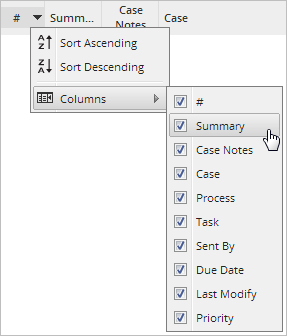 # Summ... Case Notes Case
Sort Ascending
Sort Descending
Columns
#
Summary
Case Notes
Case
Process
Task
Sent By
Due Date
Last Modify
Priority